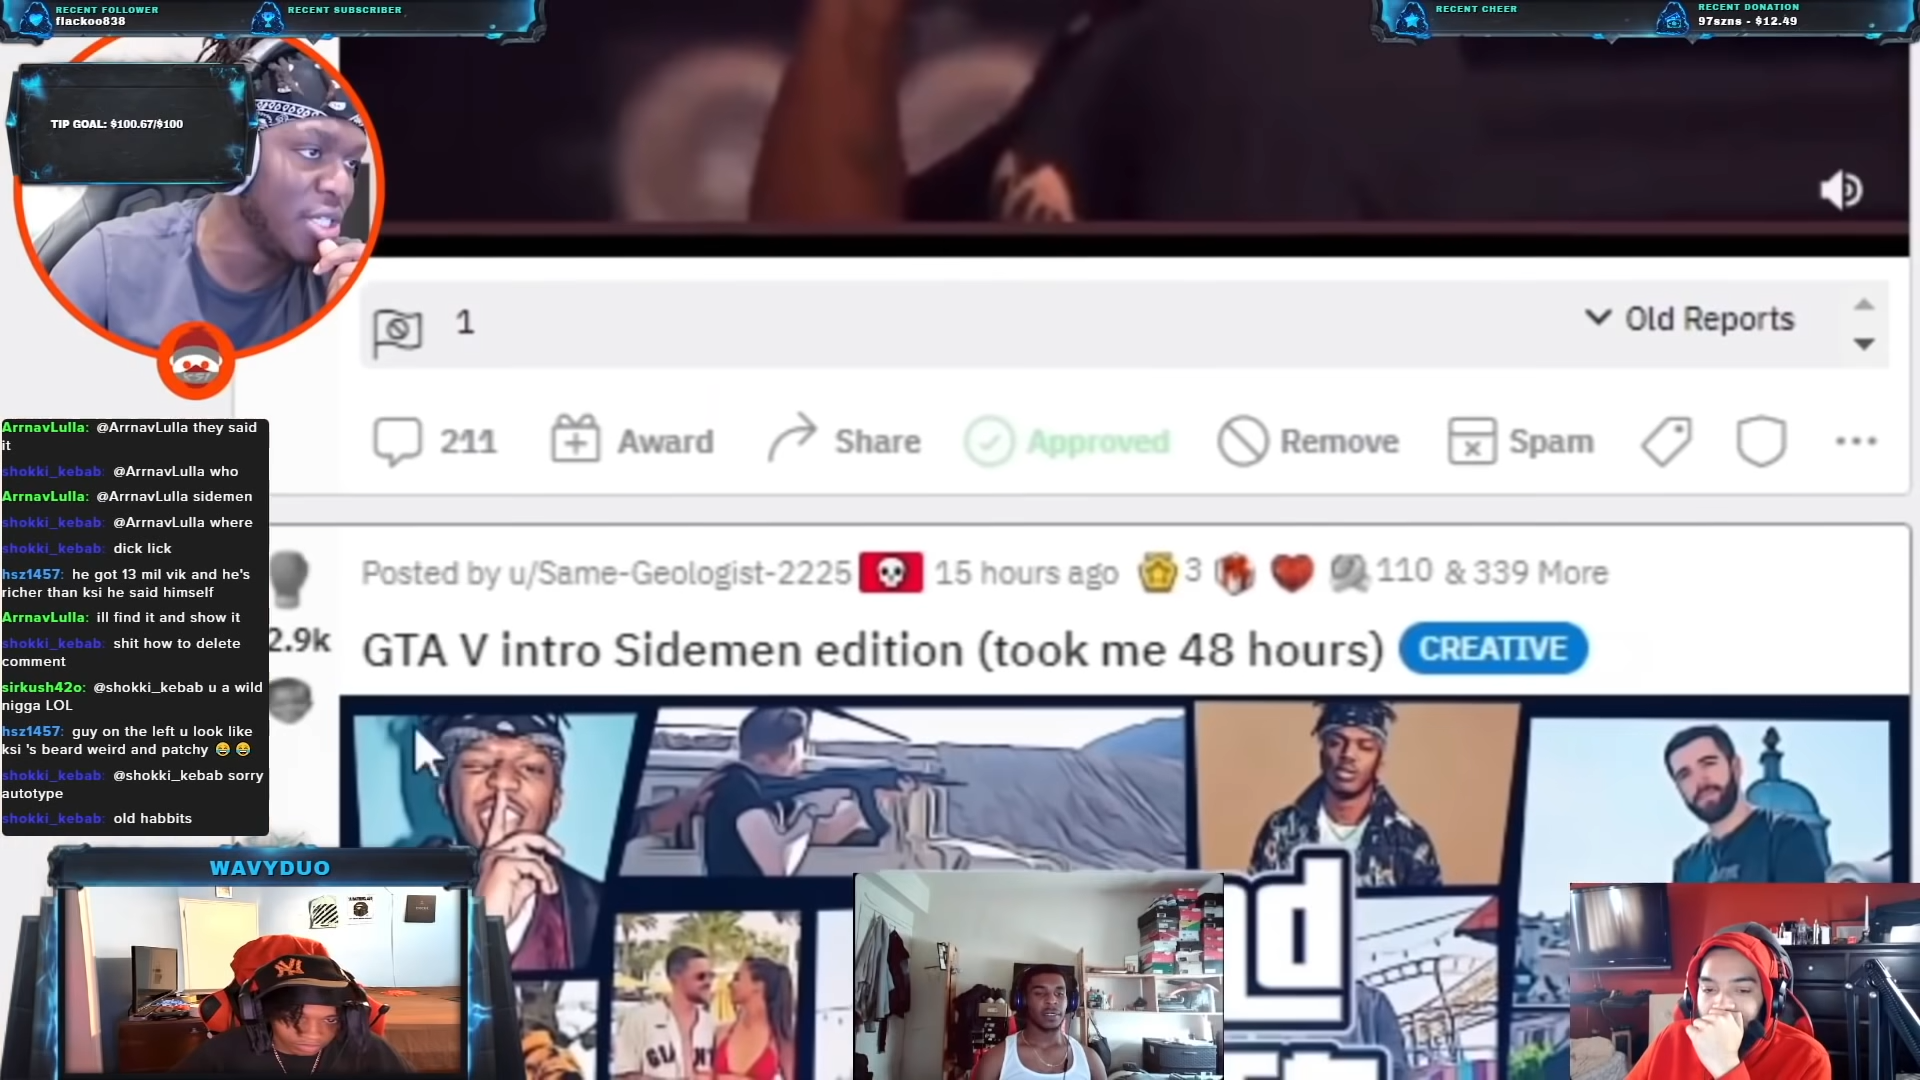 RECENT FOLLOWER
flackoo838
RECENT SUBSCRIBER
RECENT CHEER
RECENT DONATION
97szns - $12.49
TIP GOAL: $100.67/$100
1
Old Reports
211
Award
Share
Approved
Remove
Spam
ArrnavLulla: @ArrnavLulla they said
it
shokki_kebab: @ArrnavLulla who
ArrnavLulla: @ArrnavLulla sidemen
shokki_kebab: @ArrnavLulla where
shokki_kebab: dick lick
hsz1457: he got 13 mil vik and he's
richer than ksi he said himself
ArrnavLulla: ill find it and show it
shokki_kebab: shit how to delete
comment
sirkush42o: @shokki_kebab u a wild
nigga LOL
hsz1457: guy on the left u look like
ksi 's beard weird and patchy 😂 😂
shokki_kebab: @shokki_kebab sorry
autotype
shokki_kebab: old habbits
Posted by u/Same-Geologist-2225 15 hours ago 3 110 & 339 More
2.9k
GTA V intro Sidemen edition (took me 48 hours) CREATIVE
WAVYDUO